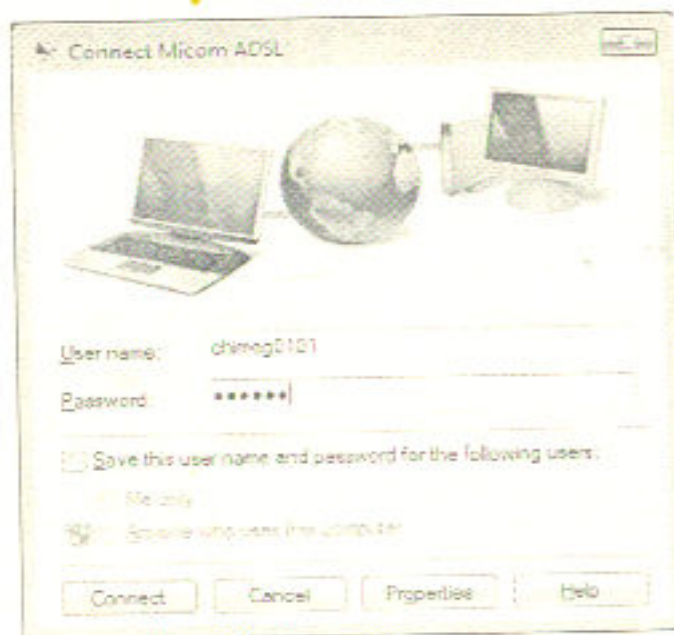 Connect Micom ADSL
User name: chimeg0101
Password: ••••••
Save this user name and password for the following users:
Me only
Anyone who uses this computer
Connect Cancel Properties Help